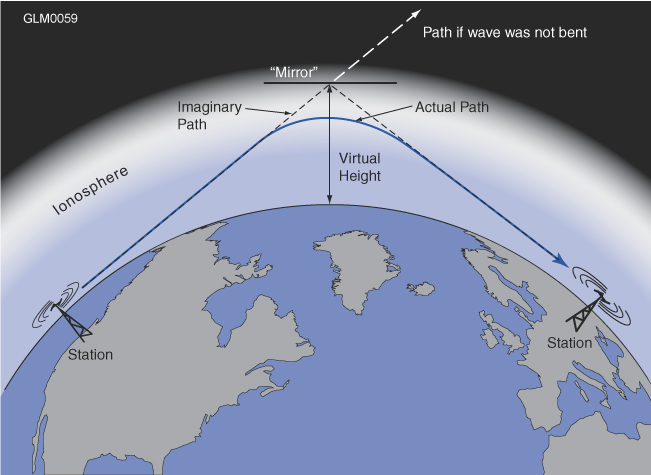 GLM0059
Path if wave was not bent
“Mirror”
Imaginary
Path
Actual Path
Virtual
Height
Ionosphere
Station
Station